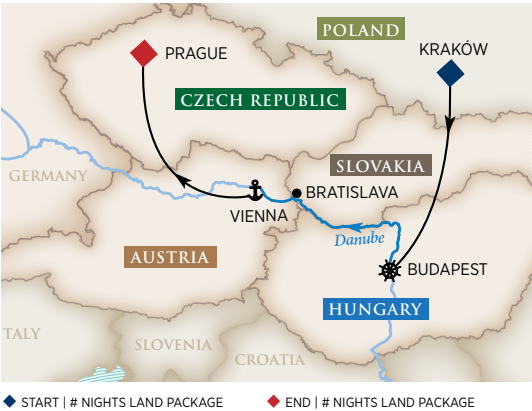 POLAND
PRAGUE
KRAKÓW
CZECH REPUBLIC
SLOVAKIA
GERMANY
BRATISLAVA
VIENNA
Danube
AUSTRIA
BUDAPEST
HUNGARY
TALY
SLOVENIA
CROATIA
START | # NIGHTS LAND PACKAGE
END | # NIGHTS LAND PACKAGE